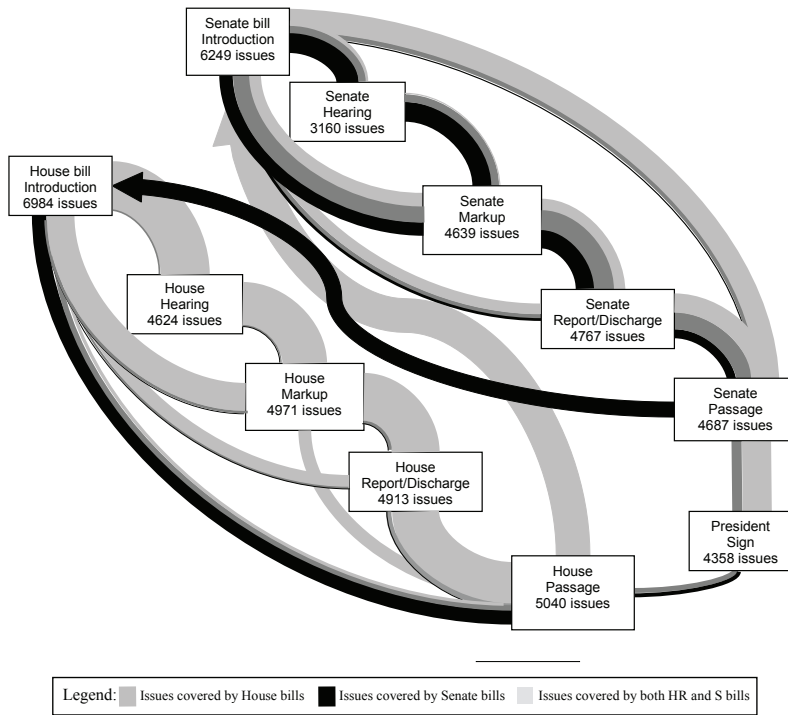 Senate bill
Introduction
6249 issues
Senate
Hearing
3160 issues
House bill
Introduction
6984 issues
Senate
Markup
4639 issues
House
Hearing
4624 issues
Senate
Report/Discharge
4767 issues
House
Markup
4971 issues
Senate
Passage
4687 issues
House
Report/Discharge
4913 issues
President
Sign
4358 issues
House
Passage
5040 issues
Legend: Issues covered by House bills Issues covered by Senate bills Issues covered by both HR and S bills